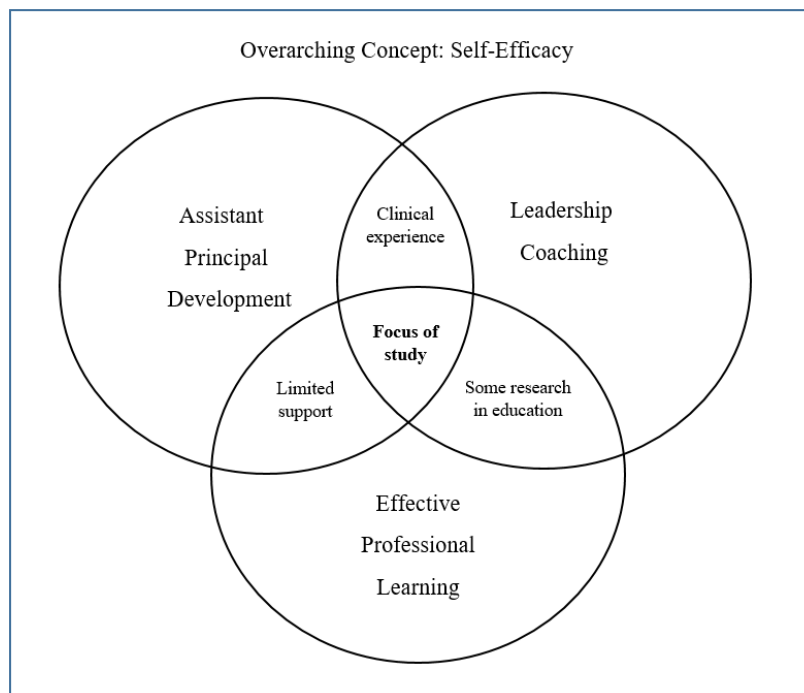 Overarching Concept: Self-Efficacy
Assistant
Principal
Development
Clinical
experience
Leadership
Coaching
Focus of
study
Limited
support
Some research
in education
Effective
Professional
Learning